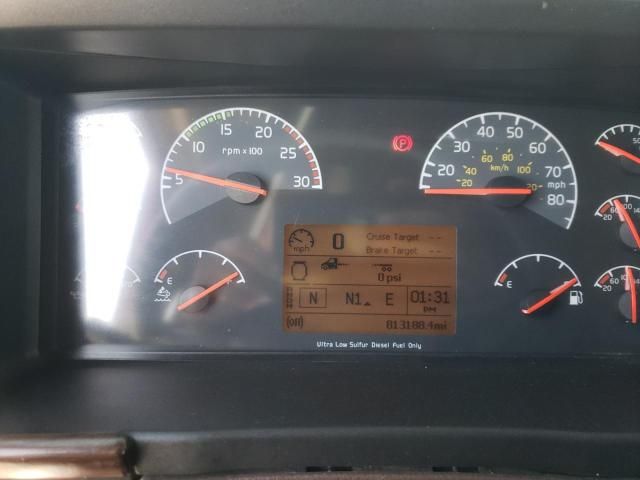 5
10
15
20
25
30
rpm x100
P
20
30
40
50
60
70
80
mph
20
40
60
80
100
km/h
E
E
0
mph
Cruise Target --
Brake Target --
0 psi
N N1 E 01:31 PM
813188.4mi
Ultra Low Sulfur Diesel Fuel Only